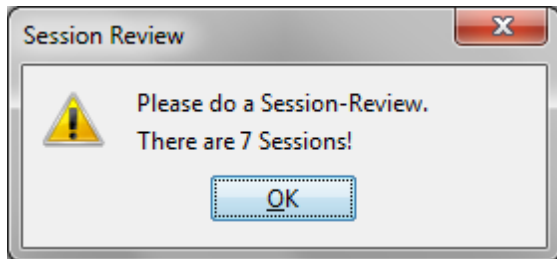 Session Review
Please do a Session-Review.
There are 7 Sessions!
OK